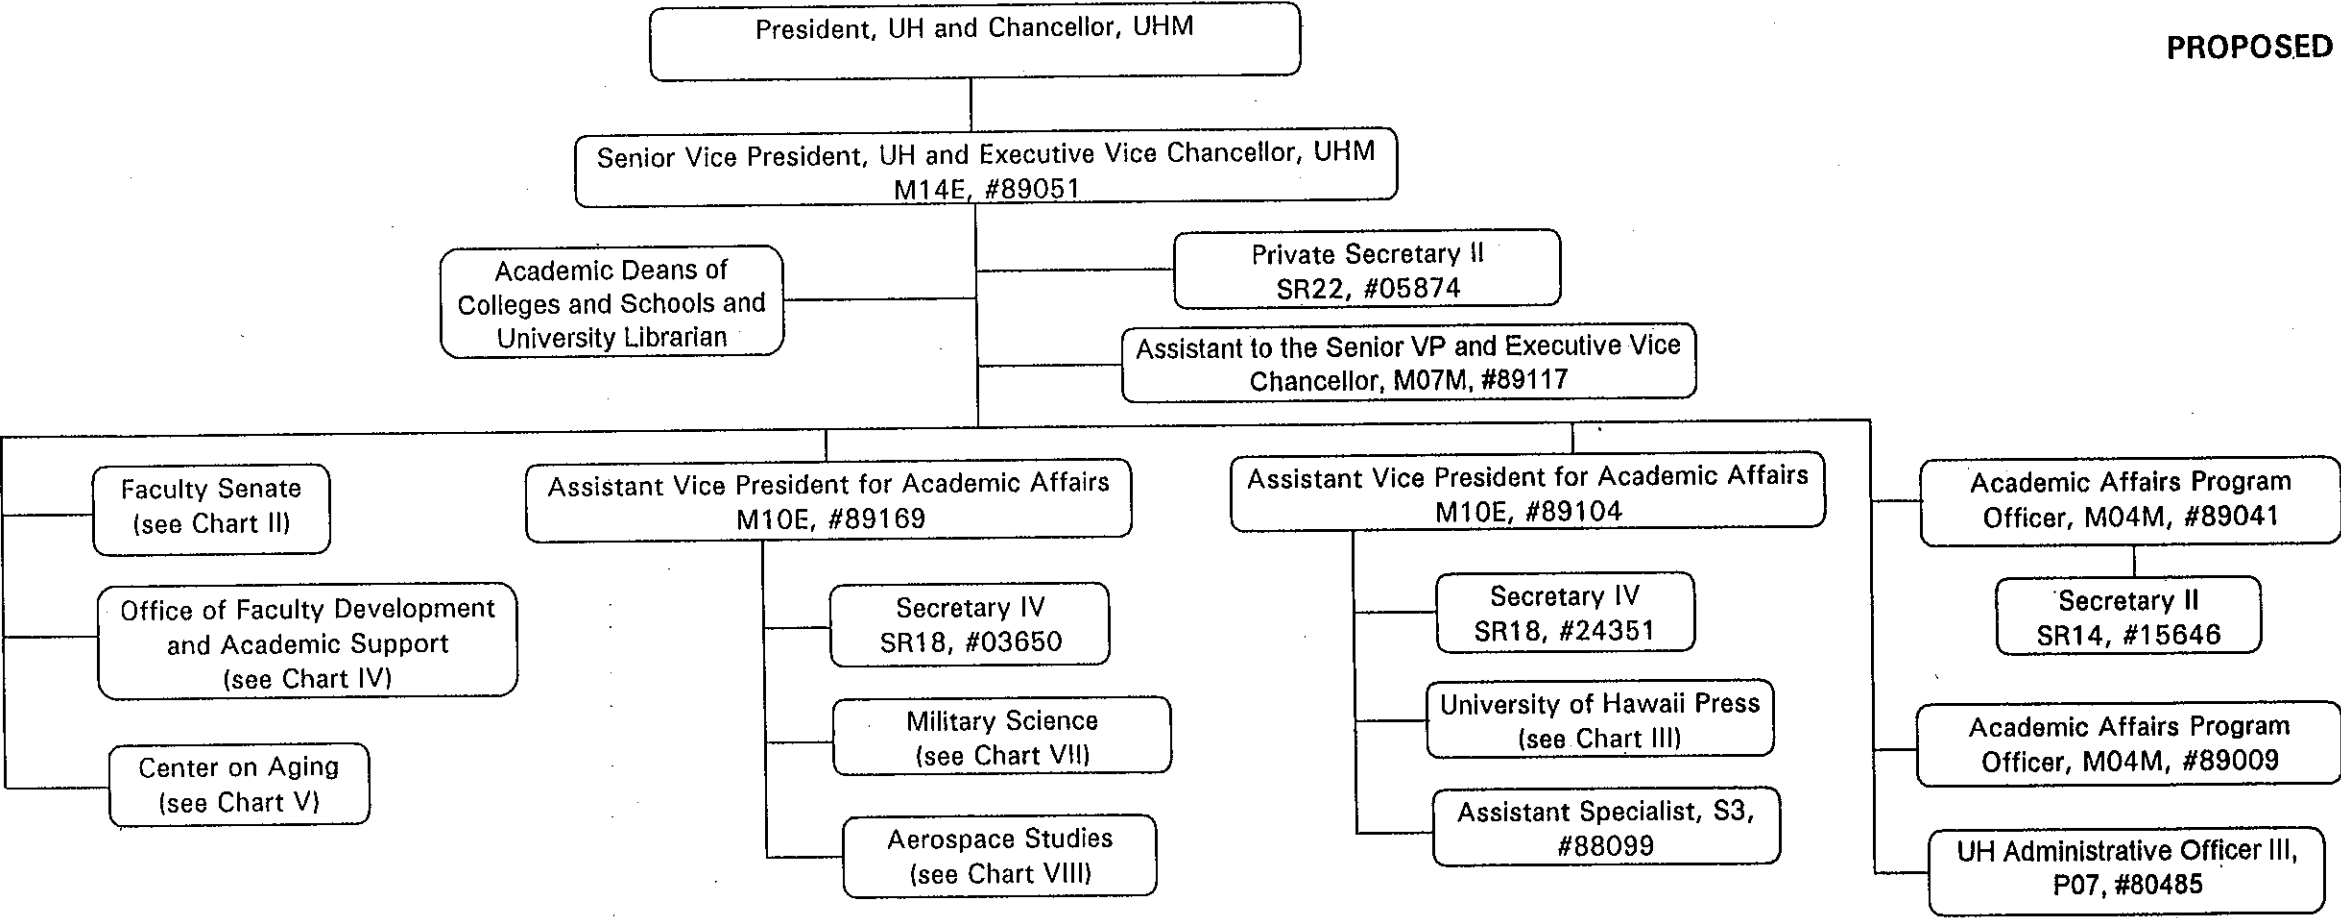 President, UH and Chancellor, UHM
PROPOSED
Senior Vice President, UH and Executive Vice Chancellor, UHM
M14E, #89051
Academic Deans of
Colleges and Schools and
University Librarian
Private Secretary II
SR22, #05874
Assistant to the Senior VP and Executive Vice
Chancellor, M07M, #89117
Faculty Senate
(see Chart II)
Office of Faculty Development
and Academic Support
(see Chart IV)
Center on Aging
(see Chart V)
Assistant Vice President for Academic Affairs
M10E, #89169
Secretary IV
SR18, #03650
Military Science
(see Chart VII)
Aerospace Studies
(see Chart VIII)
Assistant Vice President for Academic Affairs
M10E, #89104
Secretary IV
SR18, #24351
University of Hawaii Press
(see Chart III)
Assistant Specialist, S3,
#88099
Academic Affairs Program
Officer, M04M, #89041
Secretary II
SR14, #15646
Academic Affairs Program
Officer, M04M, #89009
UH Administrative Officer III,
P07, #80485